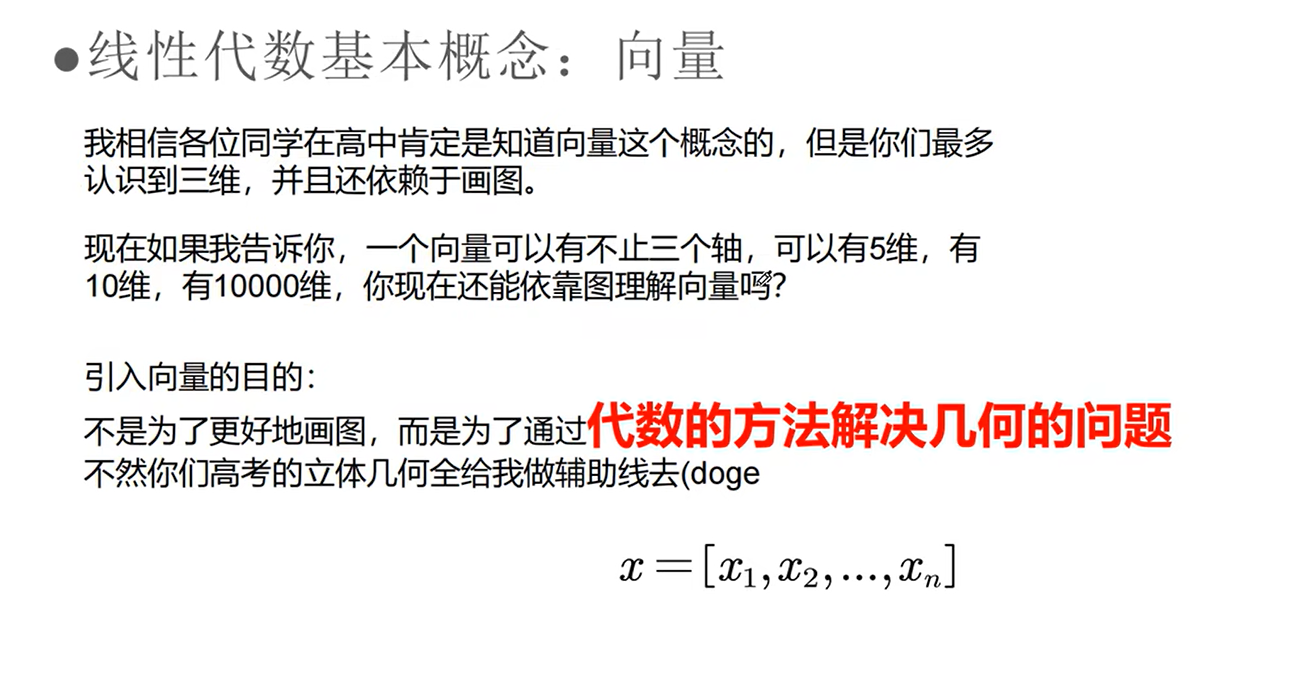 ●线性代数基本概念：向量
我相信各位同学在高中肯定是知道向量这个概念的，但是你们最多
认识到三维，并且还依赖于画图。
现在如果我告诉你，一个向量可以有不止三个轴，可以有5维，有
10维，有10000维，你现在还能依靠图理解向量吗？
引入向量的目的：
不是为了更好地画图，而是为了通过代数的方法解决几何的问题
不然你们高考的立体几何全给我做辅助线去(doge
x=[x₁,x₂,...,xₙ]